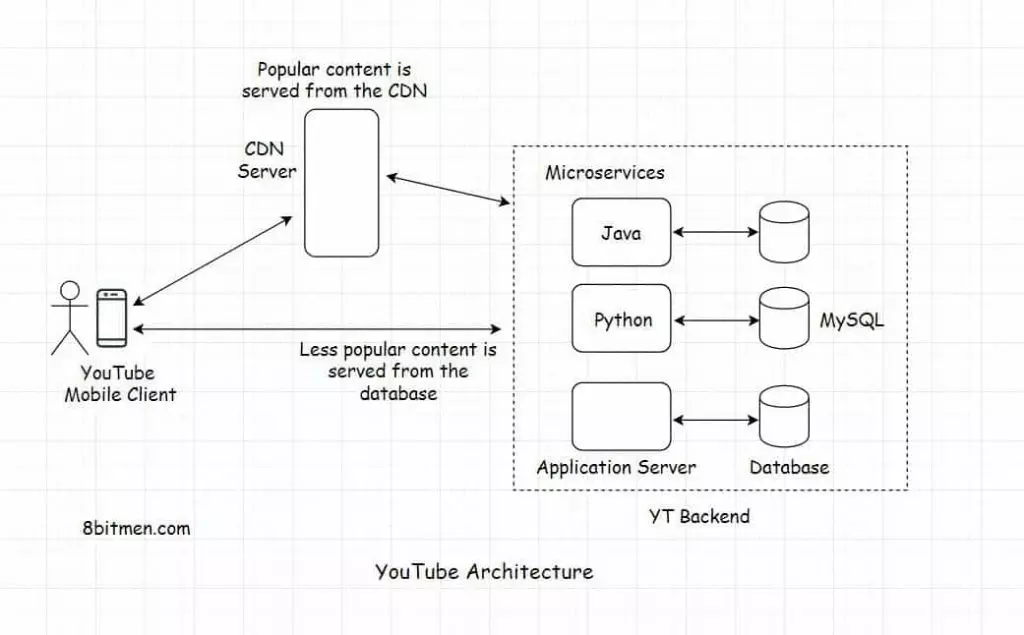 Popular content is
served from the CDN
CDN
Server
Microservices
Java
Python
MySQL
Less popular content is
served from the
database
YouTube
Mobile Client
Application Server
Database
YT Backend
8bitmen.com
YouTube Architecture